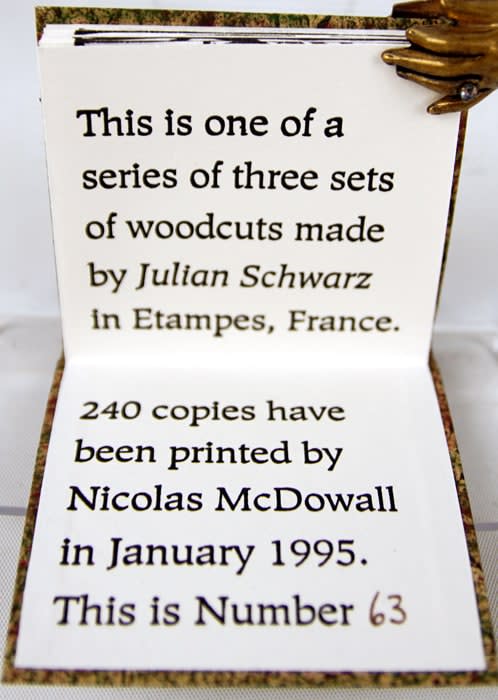 This is one of a
series of three sets
of woodcuts made
by Julian Schwarz
in Etampes, France.
240 copies have
been printed by
Nicolas McDowall
in January 1995.
This is Number 63